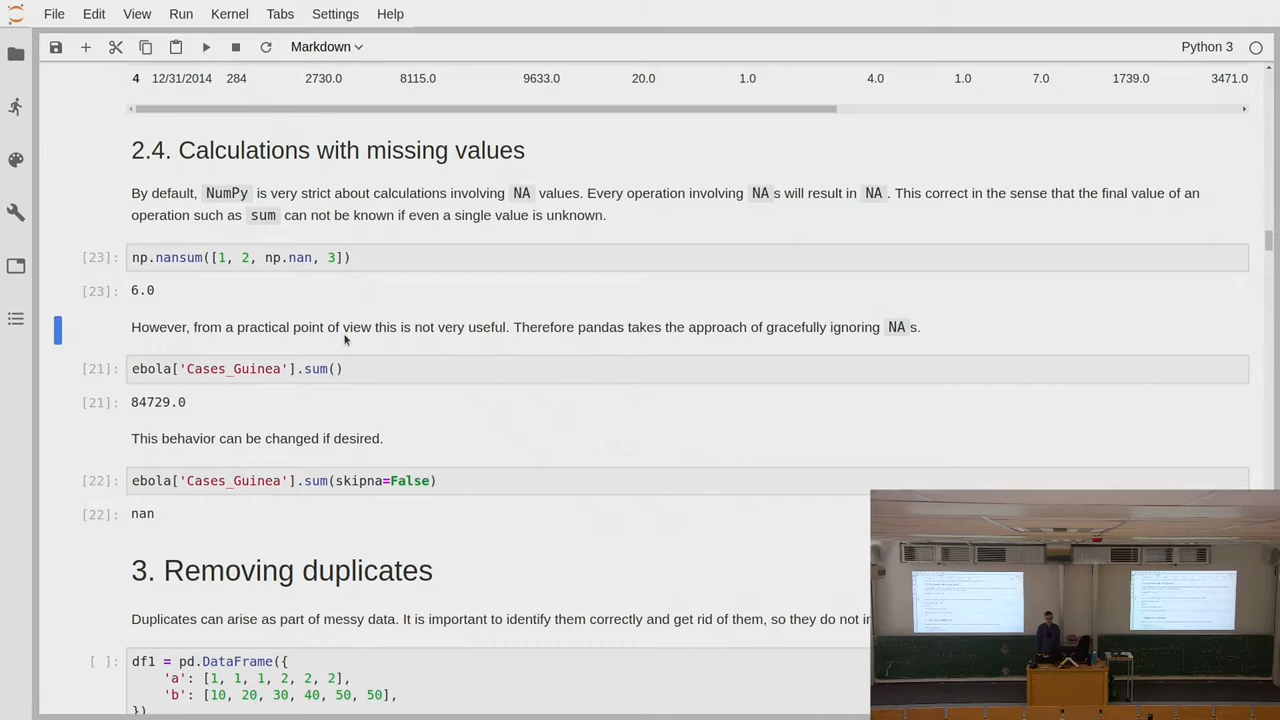 File Edit View Run Kernel Tabs Settings Help
Markdown Python 3
4 12/31/2014 284 2730.0 8115.0 9633.0 20.0 1.0 4.0 1.0 7.0 1739.0 3471.0
2.4. Calculations with missing values
By default, NumPy is very strict about calculations involving NA values. Every operation involving NA s will result in NA . This correct in the sense that the final value of an
operation such as sum can not be known if even a single value is unknown.
[23]: np.nansum([1, 2, np.nan, 3])
[23]: 6.0
However, from a practical point of view this is not very useful. Therefore pandas takes the approach of gracefully ignoring NA s.
[21]: ebola['Cases_Guinea'].sum()
[21]: 84729.0
This behavior can be changed if desired.
[22]: ebola['Cases_Guinea'].sum(skipna=False)
[22]: nan
3. Removing duplicates
Duplicates can arise as part of messy data. It is important to identify them correctly and get rid of them, so they do not
[ ]: df1 = pd.DataFrame({
'a': [1, 1, 1, 2, 2, 2],
'b': [10, 20, 30, 40, 50, 50],
})